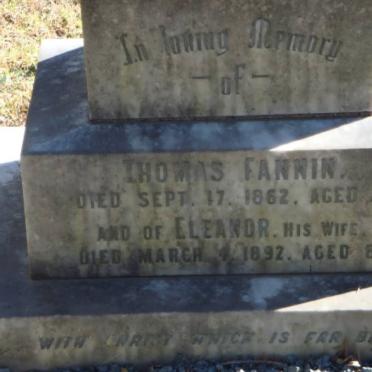 In loving Memory
— of —
THOMAS FANNIN.
DIED SEPT. 17. 1862, AGED
AND OF ELEANOR, HIS WIFE,
DIED MARCH 4, 1892, AGED
WITH CHRIST WHICH IS FAR